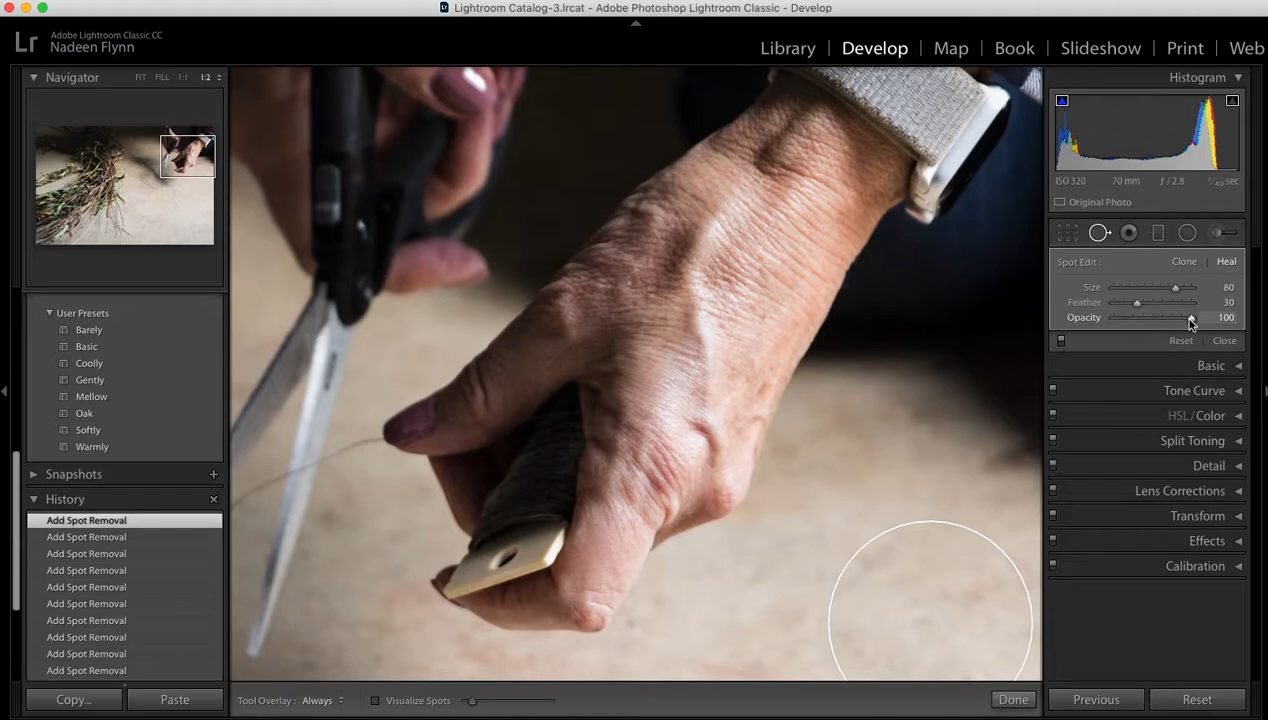 Lightroom Catalog-3.lrcat - Adobe Photoshop Lightroom Classic - Develop
Lr
Adobe Lightroom Classic CC
Nadeen Flynn
Library Develop Map Book Slideshow Print Web
Navigator FIT FILL 1:1 1:2
User Presets
Barely
Basic
Coolly
Gently
Mellow
Oak
Softly
Warmly
Snapshots
History
Add Spot Removal
Add Spot Removal
Add Spot Removal
Add Spot Removal
Add Spot Removal
Add Spot Removal
Add Spot Removal
Add Spot Removal
Add Spot Removal
Add Spot Removal
Copy... Paste
Tool Overlay: Always Visualize Spots Done
Histogram
ISO 320 70 mm ƒ / 2.8 1/40 sec
Original Photo
Spot Edit : Clone Heal
Size 80
Feather 30
Opacity 100
Reset Close
Basic
Tone Curve
HSL / Color
Split Toning
Detail
Lens Corrections
Transform
Effects
Calibration
Previous Reset